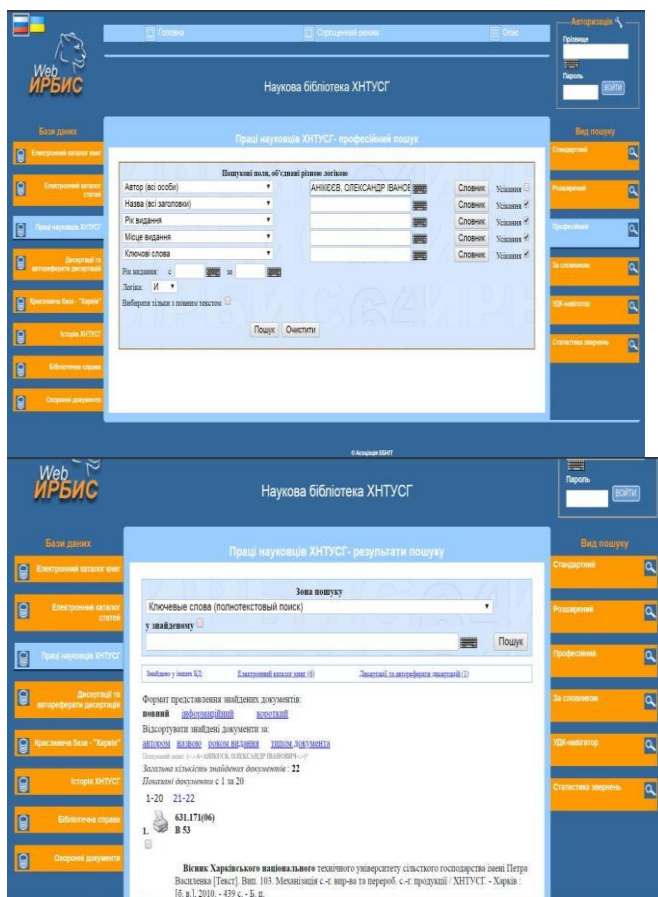 Головна
Спрощений режим
Опис
Авторизація
Прізвище
Пароль
ВОЙТИ
Web
ИРБИС
Наукова бібліотека ХНТУСГ
Бази даних
Електронний каталог книг
Електронний каталог
статей
Праці науковців ХНТУСГ
Дисертації та
автореферати дисертацій
Краєзнавча база - "Харків"
Історія ХНТУСГ
Бібліотечна справа
Охоронні документи
Праці науковців ХНТУСГ- професійний пошук
Пошукові поля, об'єднані різною логікою
Автор (всі особи) АНІКЄЄВ, ОЛЕКСАНДР ІВАНОВ Словник Усікання
Назва (всі заголовки) Словник Усікання
Рік видання Словник Усікання
Місце видання Словник Усікання
Ключові слова Словник Усікання
Рік видання: с за
Логіка: И
Вибирати тільки з повним текстом
Пошук Очистити
Вид пошуку
Стандартний
Розширений
Професійний
За словником
УДК-навігатор
Статистика звернень
© Асоціація ЕБНІТ
Web
ИРБИС
Наукова бібліотека ХНТУСГ
Пароль
ВОЙТИ
Бази даних
Електронний каталог книг
Електронний каталог
статей
Праці науковців ХНТУСГ
Дисертації та
автореферати дисертацій
Краєзнавча база - "Харків"
Історія ХНТУСГ
Бібліотечна справа
Охоронні документи
Праці науковців ХНТУСГ- результати пошуку
Зона пошуку
Ключевые слова (полнотекстовый поиск)
у знайденому
Пошук
Знайдено у інших БД: Електронний каталог книг (6) Дисертації та автореферати дисертацій (1)
Формат представлення знайдених документів:
повний інформаційний короткий
Відсортувати знайдені документи за:
автором назвою роком видання типом документа
Загальна кількість знайдених документів : 22
Показані документи с 1 за 20
1-20 21-22
631.171(06)
1. В 53
Вісник Харківського національного технічного університету сільского господарства імені Петра
Василенка [Текст]. Вип. 103. Механізація с.-г. вир-ва та перероб. с.-г. продукції / ХНТУСГ. - Харків :
[б. в.], 2010. - 439 с. - Б. ц.
Вид пошуку
Стандартний
Розширений
Професійний
За словником
УДК-навігатор
Статистика звернень